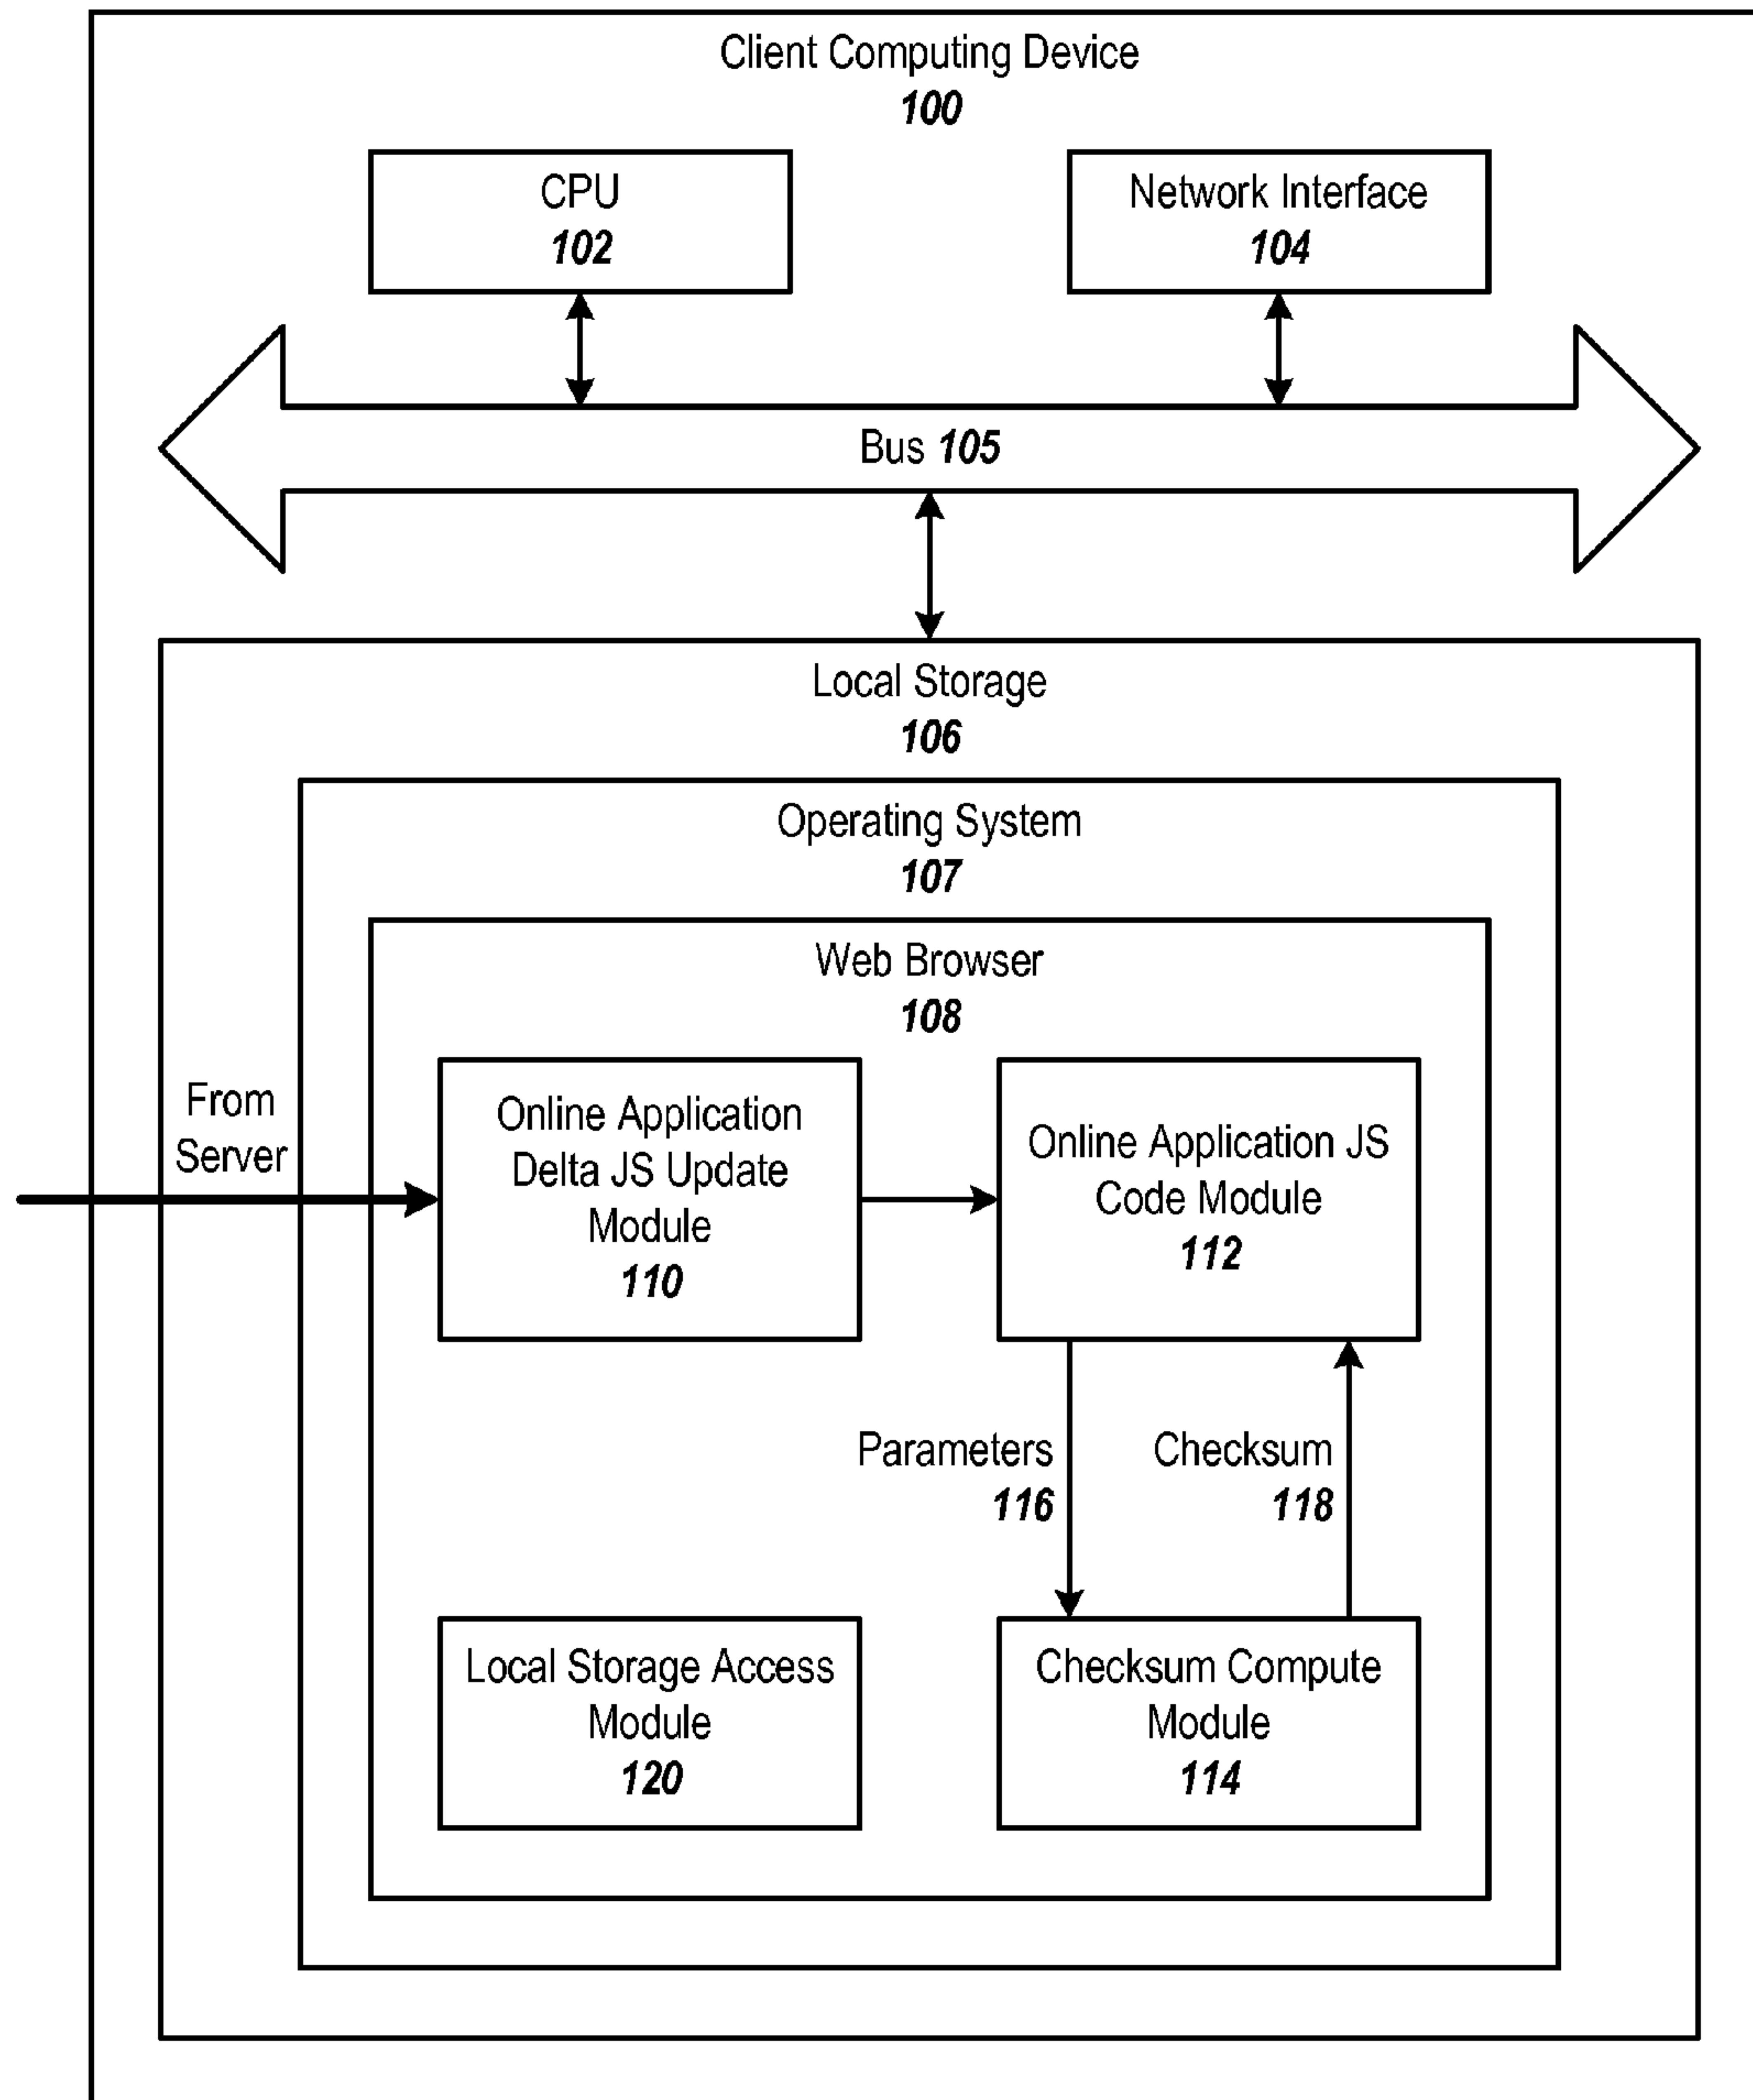 Client Computing Device
100
CPU
102
Network Interface
104
Bus 105
Local Storage
106
Operating System
107
Web Browser
108
From
Server
Online Application
Delta JS Update
Module
110
Online Application JS
Code Module
112
Parameters
116
Checksum
118
Local Storage Access
Module
120
Checksum Compute
Module
114